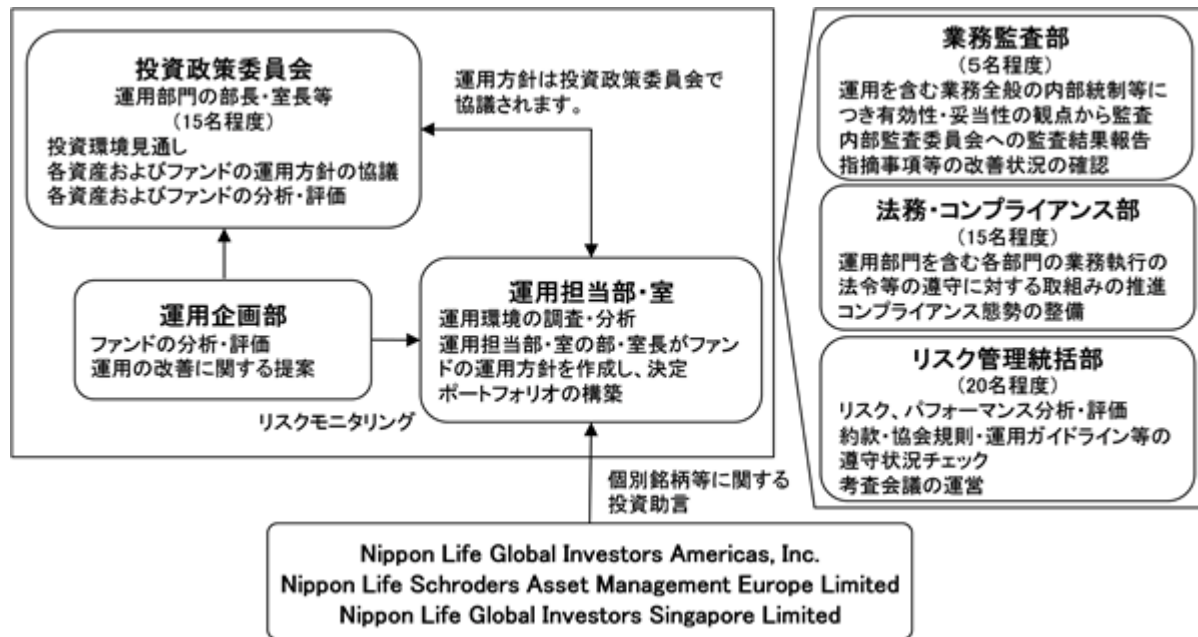 投資政策委員会
運用部門の部長・室長等
(15名程度)
投資環境見通し
各資産およびファンドの運用方針の協議
各資産およびファンドの分析・評価
運用方針は投資政策委員会で
協議されます。
運用企画部
ファンドの分析・評価
運用の改善に関する提案
運用担当部・室
運用環境の調査・分析
運用担当部・室の部・室長がファン
ドの運用方針を作成し、決定
ポートフォリオの構築
リスクモニタリング
個別銘柄等に関する
投資助言
Nippon Life Global Investors Americas, Inc.
Nippon Life Schroders Asset Management Europe Limited
Nippon Life Global Investors Singapore Limited
業務監査部
(5名程度)
運用を含む業務全般の内部統制等に
つき有効性・妥当性の観点から監査
内部監査委員会への監査結果報告
指摘事項等の改善状況の確認
法務・コンプライアンス部
(15名程度)
運用部門を含む各部門の業務執行の
法令等の遵守に対する取組みの推進
コンプライアンス態勢の整備
リスク管理統括部
(20名程度)
リスク、パフォーマンス分析・評価
約款・協会規則・運用ガイドライン等の
遵守状況チェック
考査会議の運営